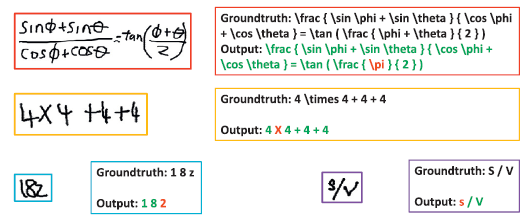 sinϕ+sinθ
cosϕ+cosθ
=tan(ϕ+θ/2)
Groundtruth: \frac { \sin \phi + \sin \theta } { \cos \phi
+ \cos \theta } = \tan ( \frac { \phi + \theta } { 2 } )
Output: \frac { \sin \phi + \sin \theta } { \cos \phi +
\cos \theta } = \tan ( \frac { \pi } { 2 } )
4×4 +4+4
Groundtruth: 4 \times 4 + 4 + 4
Output: 4 X 4 + 4 + 4
18z
Groundtruth: 1 8 z
Output: 1 8 2
s/v
Groundtruth: S / V
Output: s / V